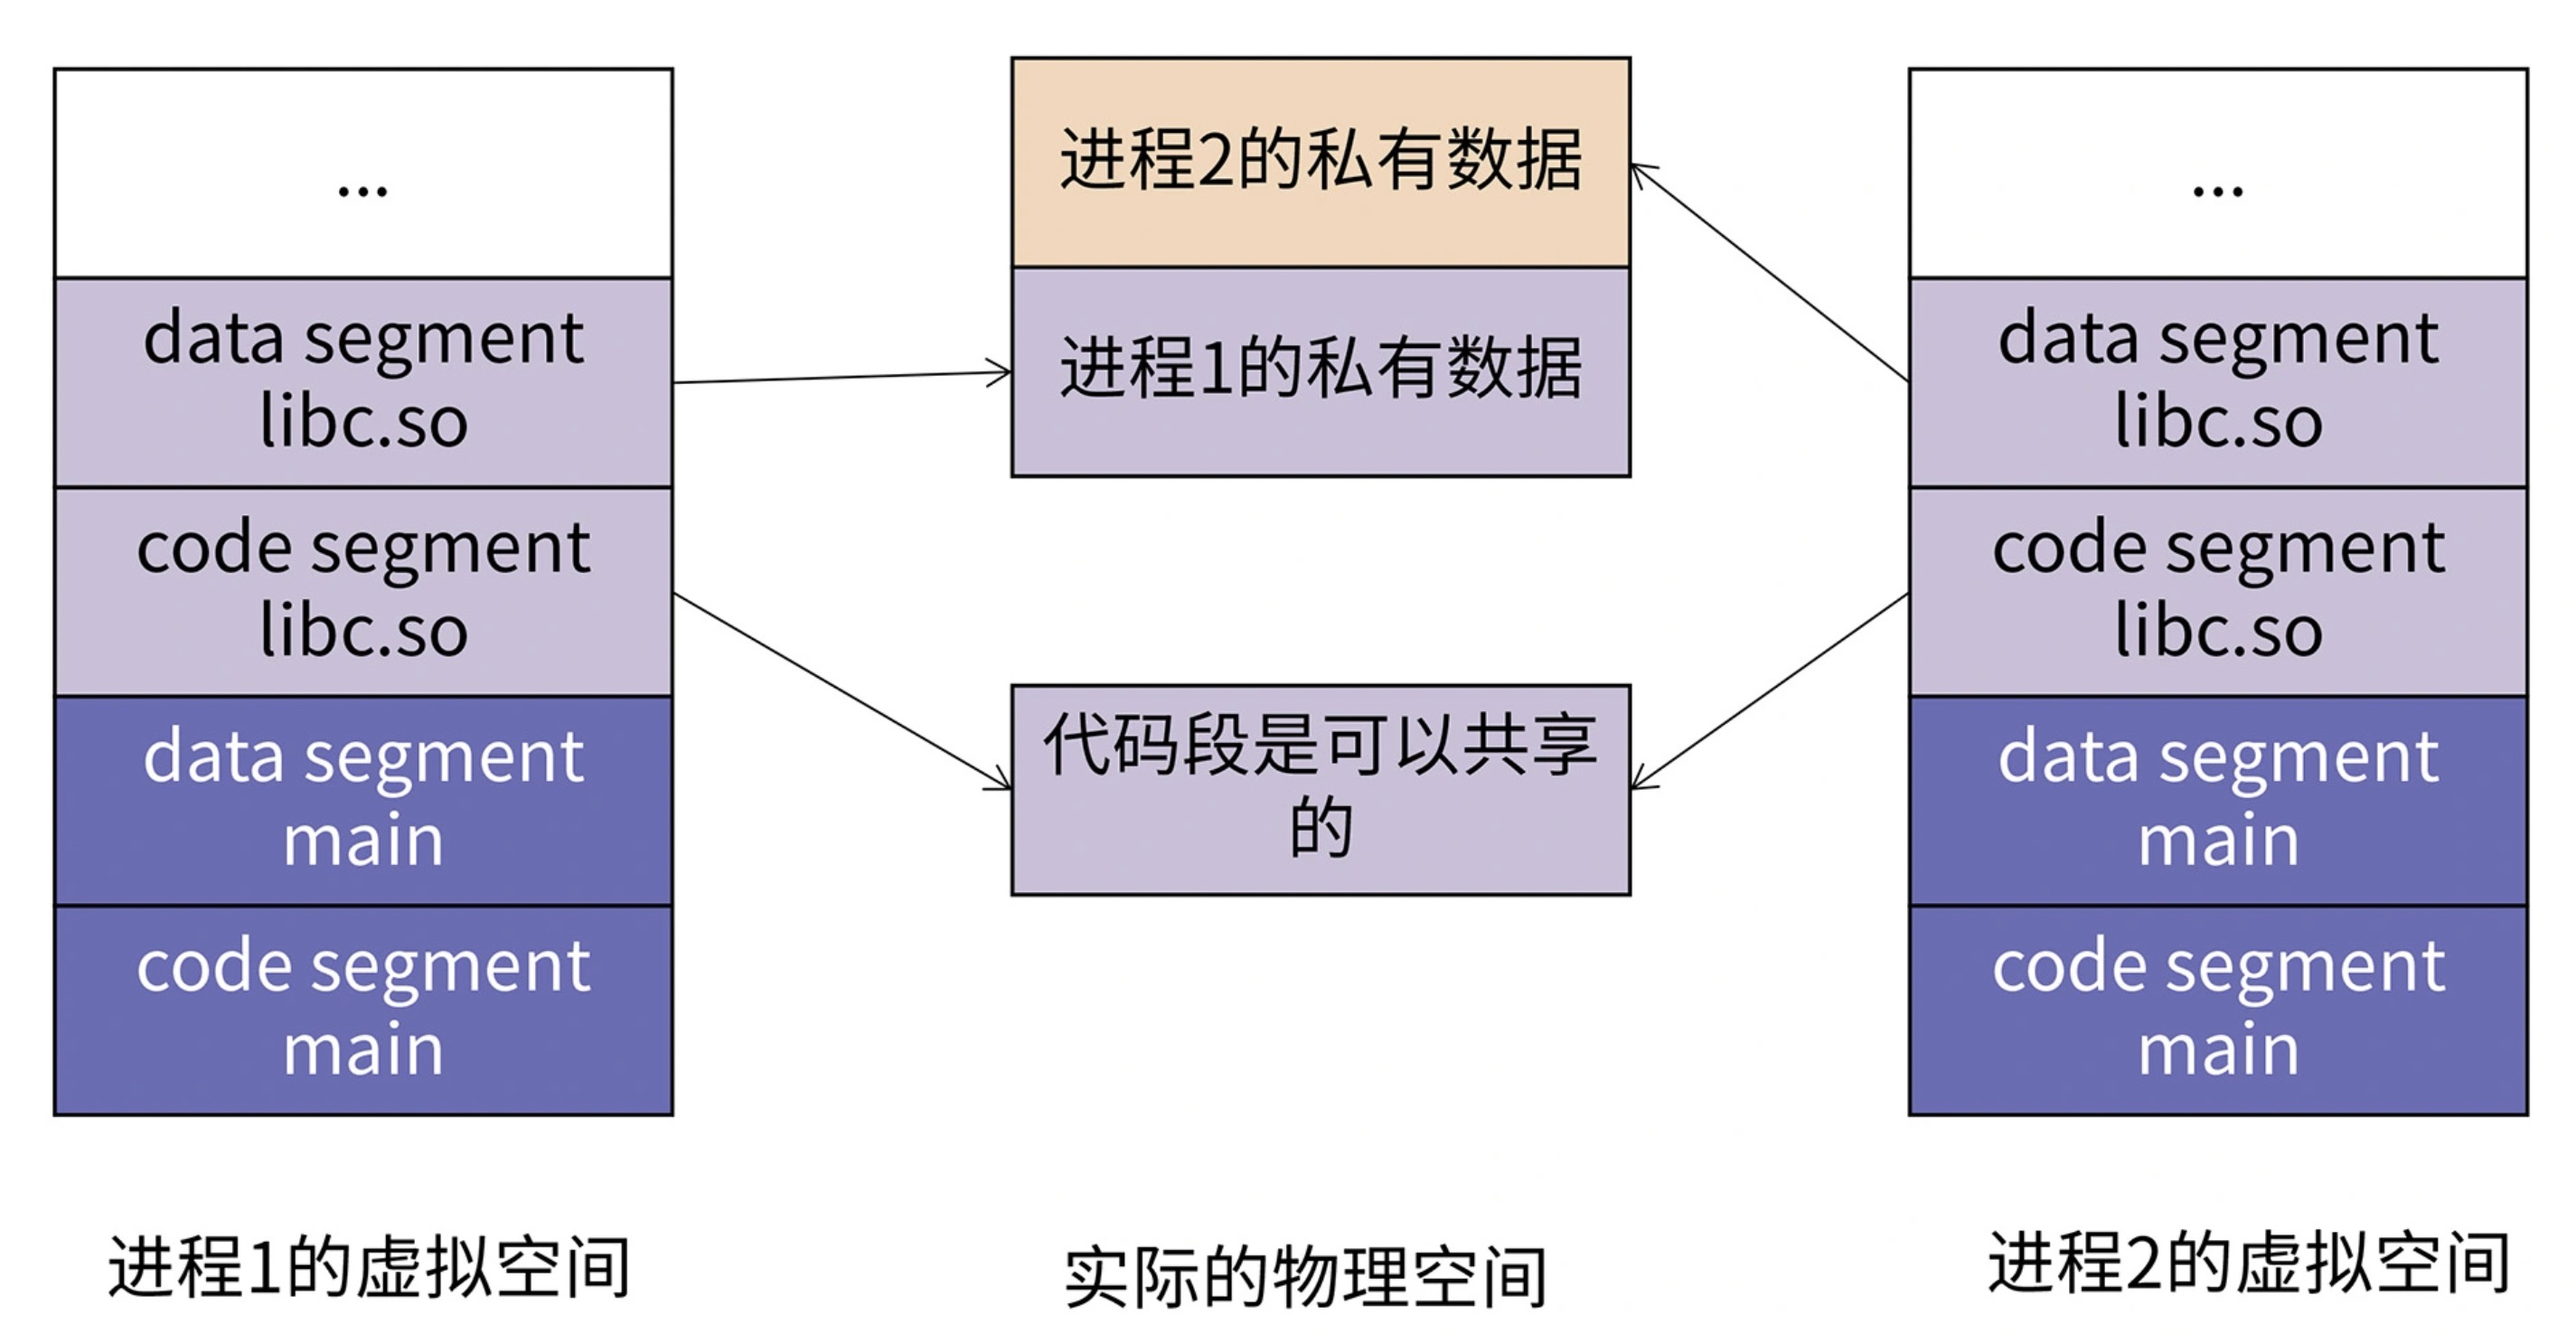 ...
data segment
libc.so
code segment
libc.so
data segment
main
code segment
main
进程1的虚拟空间
进程2的私有数据
进程1的私有数据
代码段是可以共享
的
实际的物理空间
...
data segment
libc.so
code segment
libc.so
data segment
main
code segment
main
进程2的虚拟空间